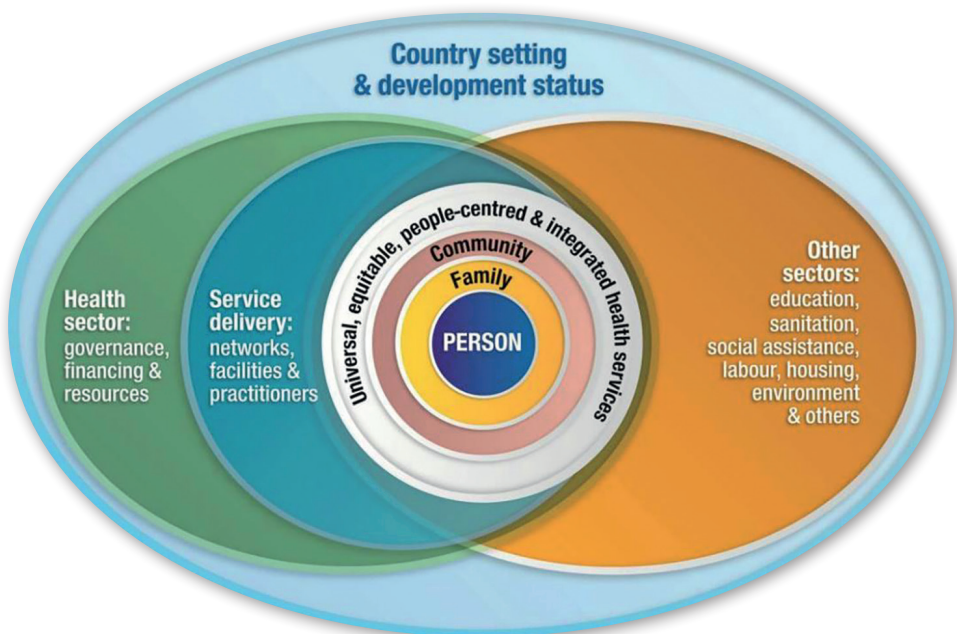 Country setting
& development status
Health
sector:
governance,
financing &
resources
Service
delivery:
networks,
facilities &
practitioners
Universal, equitable, people-centred & integrated health services
Community
Family
PERSON
Other
sectors:
education,
sanitation,
social assistance,
labour, housing,
environment
& others